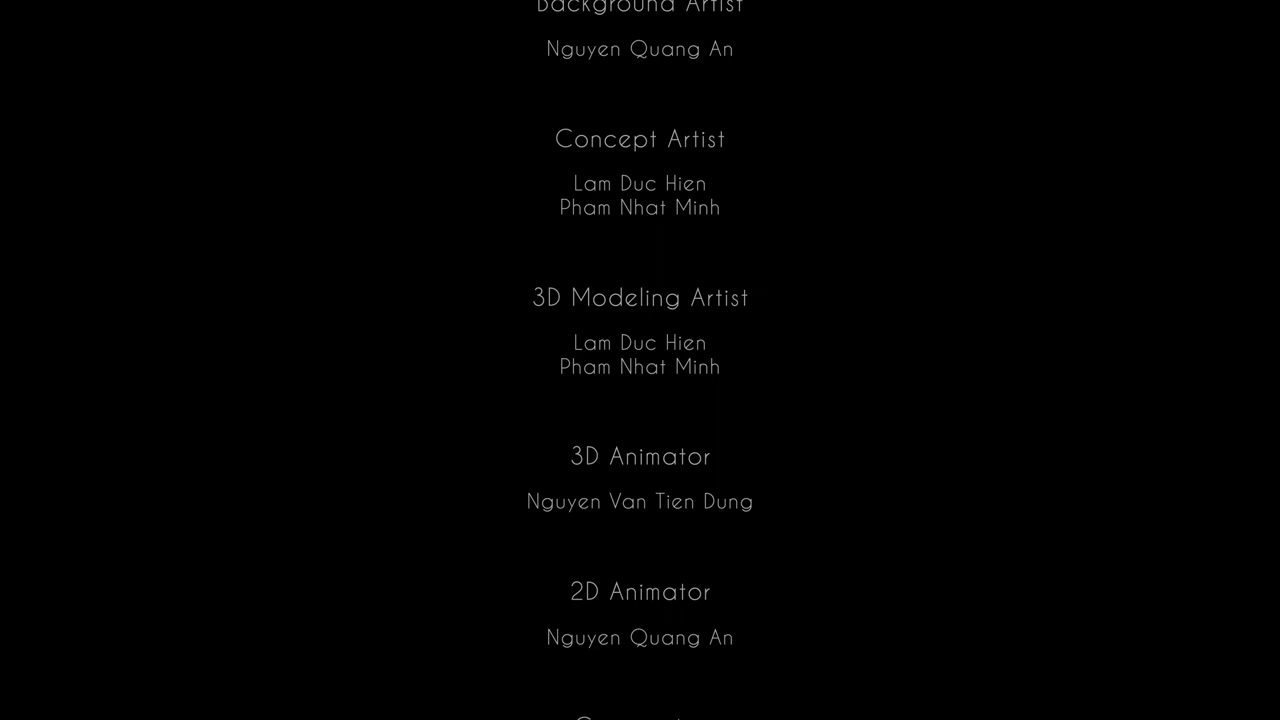 Background Artist
Nguyen Quang An
Concept Artist
Lam Duc Hien
Pham Nhat Minh
3D Modeling Artist
Lam Duc Hien
Pham Nhat Minh
3D Animator
Nguyen Van Tien Dung
2D Animator
Nguyen Quang An